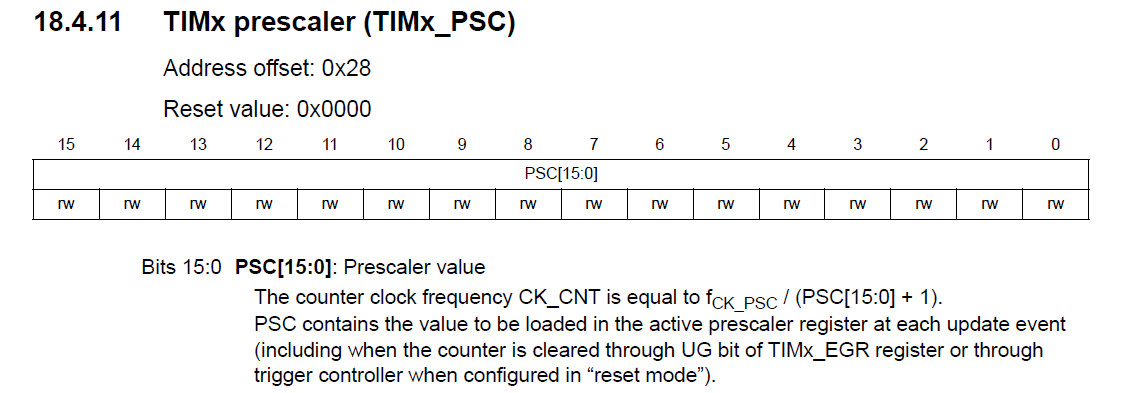 18.4.11 TIMx prescaler (TIMx_PSC)
Address offset: 0x28
Reset value: 0x0000
15 14 13 12 11 10 9 8 7 6 5 4 3 2 1 0
PSC[15:0]
rw rw rw rw rw rw rw rw rw rw rw rw rw rw rw rw
Bits 15:0 PSC[15:0]: Prescaler value
The counter clock frequency CK_CNT is equal to fCK_PSC / (PSC[15:0] + 1).
PSC contains the value to be loaded in the active prescaler register at each update event
(including when the counter is cleared through UG bit of TIMx_EGR register or through
trigger controller when configured in “reset mode”).